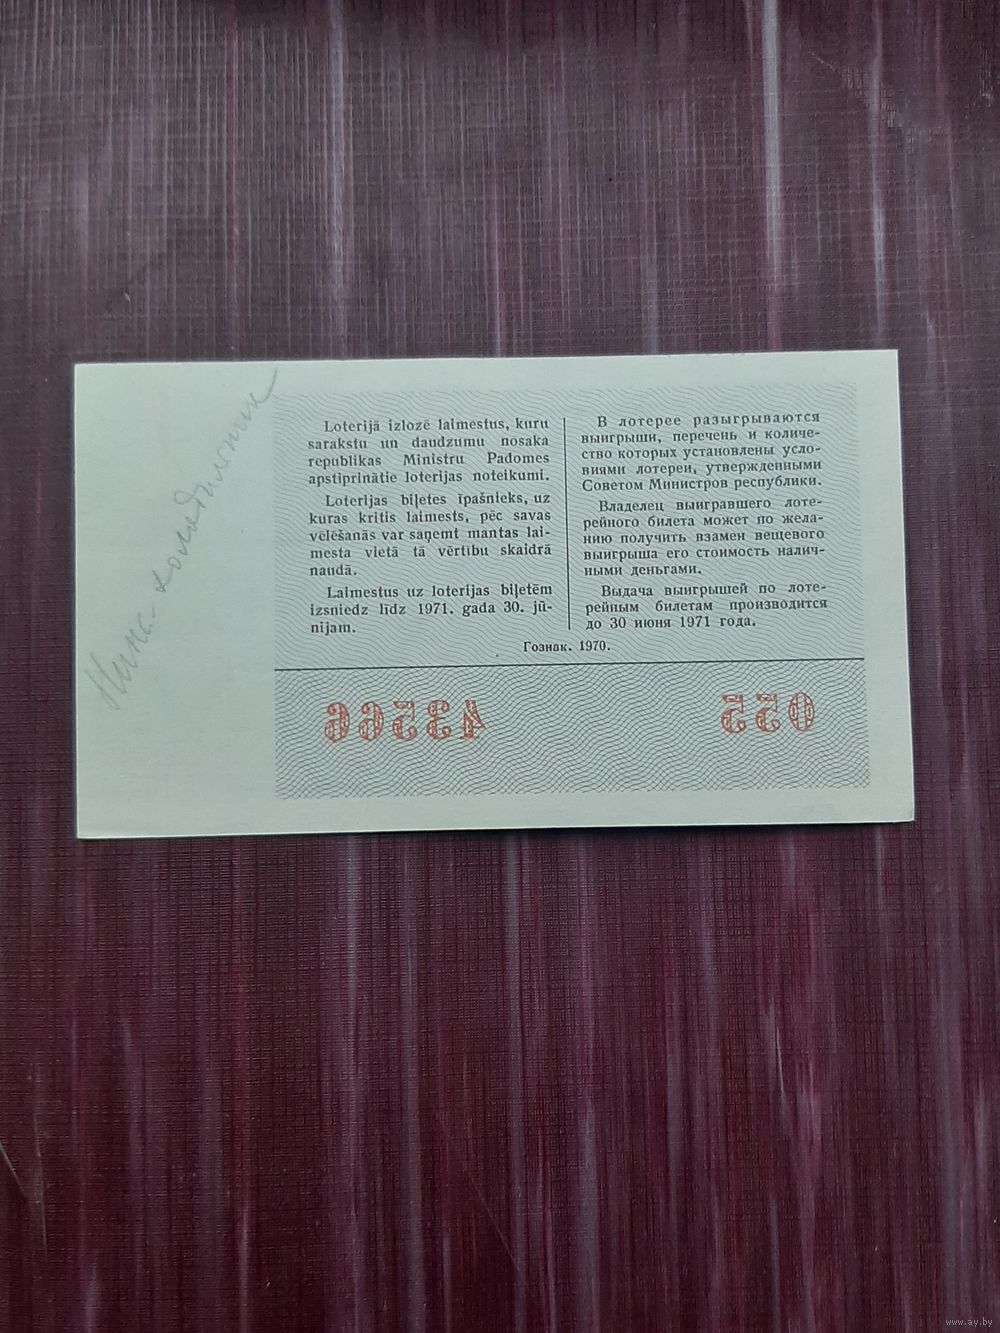 Loterijā izlozē laimestus, kuru
sarakstu un daudzumu nosaka
republikas Ministru Padomes
apstiprinātie loterijas noteikumi.
Loterijas biļetes īpašnieks, uz
kuras kritis laimests, pēc savas
vēlēšanās var saņemt mantas lai-
mesta vietā tā vērtību skaidrā
naudā.
Laimestus uz loterijas biļetēm
izsniedz līdz 1971. gada 30. jū-
nijam.
В лотерее разыгрываются
выигрыши, перечень и количе-
ство которых установлены усло-
виями лотереи, утвержденными
Советом Министров республики.
Владелец выигравшего лоте-
рейного билета может по жела-
нию получить взамен вещевого
выигрыша его стоимость налич-
ными деньгами.
Выдача выигрышей по лоте-
рейным билетам производится
до 30 июня 1971 года.
Гознак. 1970.
43566
055
www.ay.by